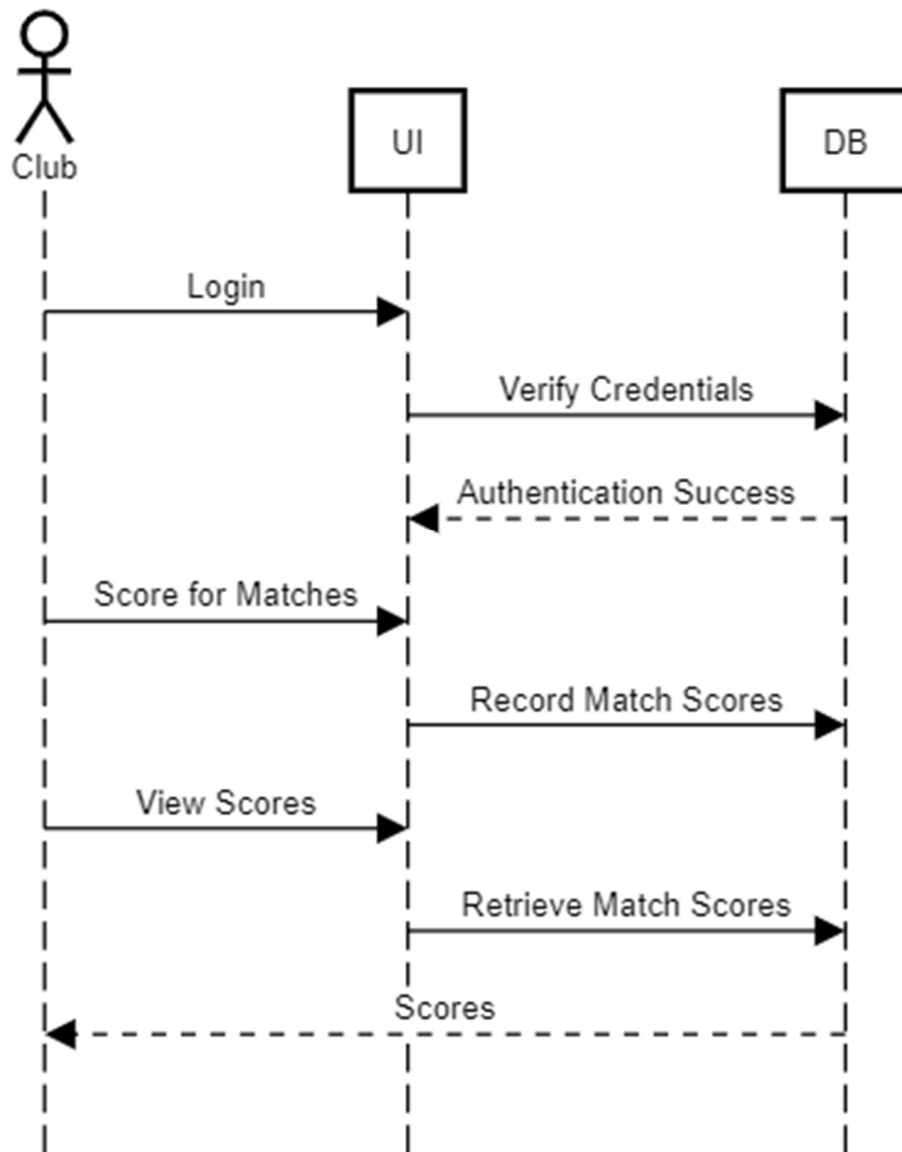 Club
UI
DB
Login
Verify Credentials
Authentication Success
Score for Matches
Record Match Scores
View Scores
Retrieve Match Scores
Scores